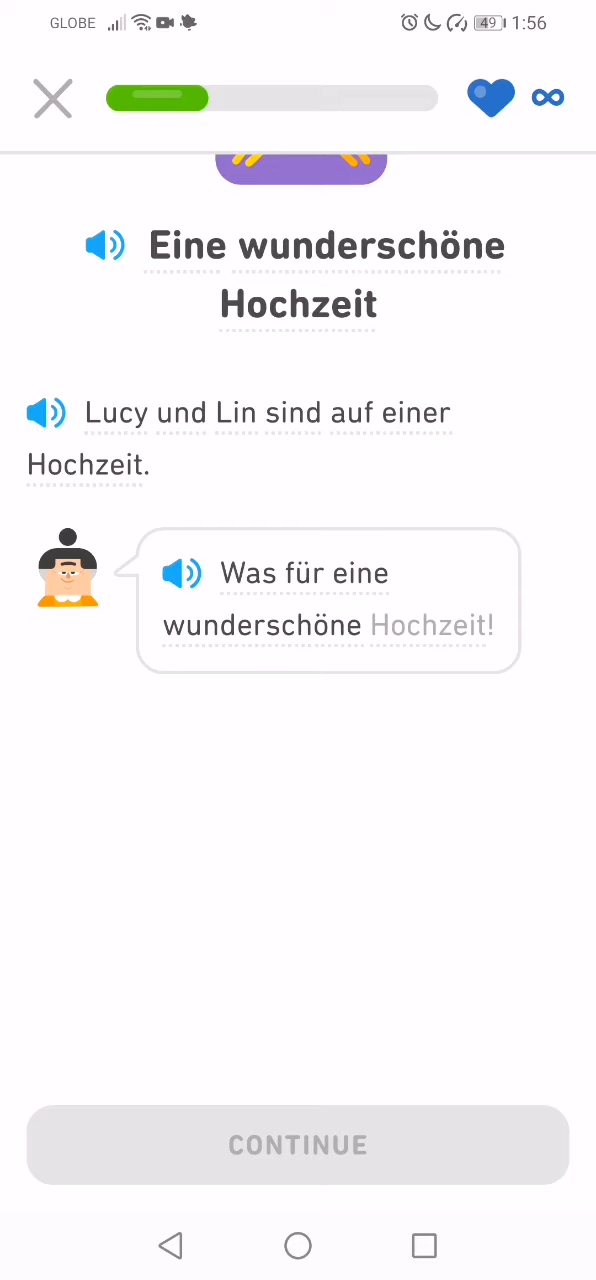 GLOBE 49 1:56
Eine wunderschöne
Hochzeit
Lucy und Lin sind auf einer
Hochzeit.
Was für eine
wunderschöne Hochzeit!
CONTINUE